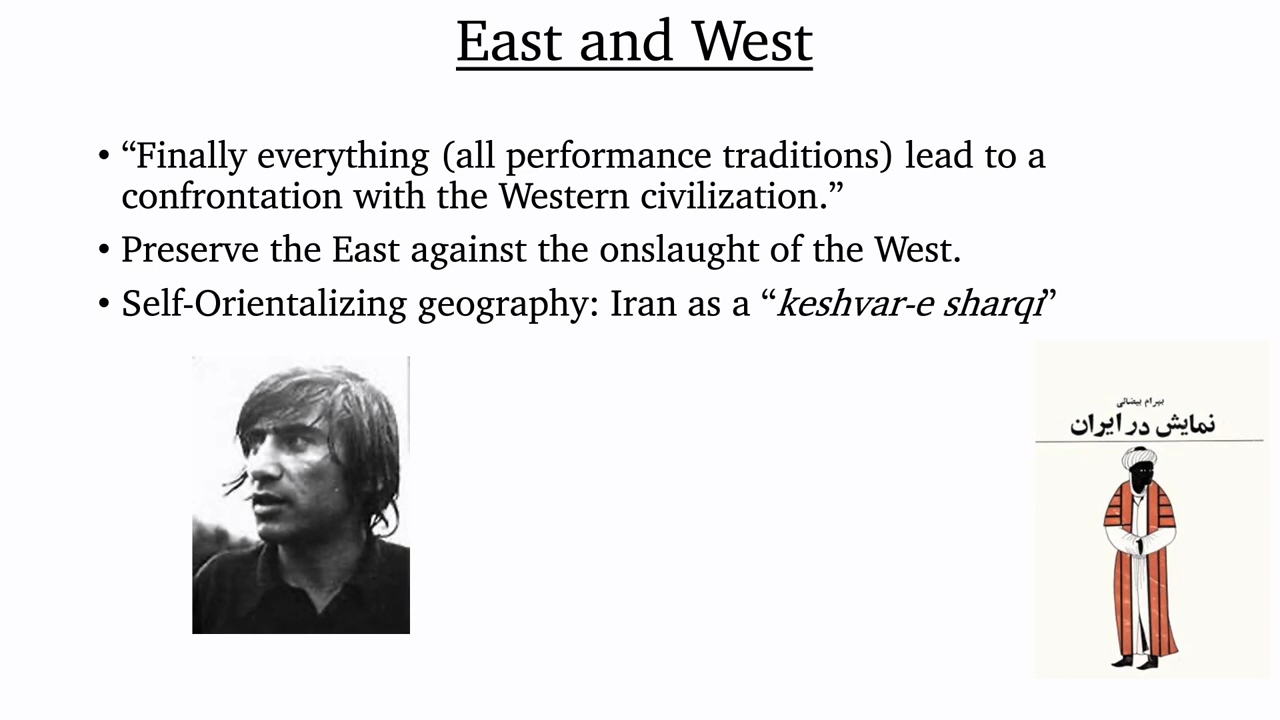 East and West
• “Finally everything (all performance traditions) lead to a
confrontation with the Western civilization.”
• Preserve the East against the onslaught of the West.
• Self-Orientalizing geography: Iran as a “keshvar-e sharqi”
بهرام بیضائی
نمایش در ایران